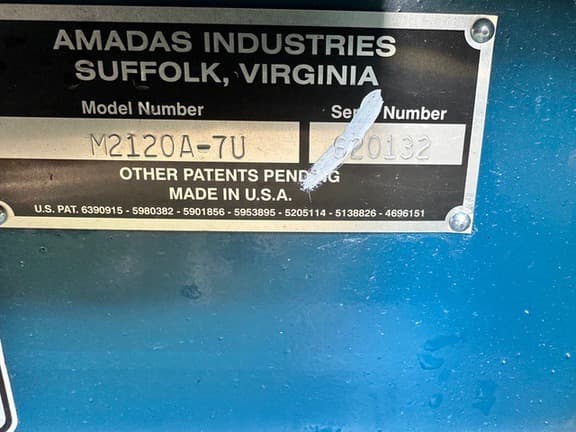 AMADAS INDUSTRIES
SUFFOLK, VIRGINIA
Model Number Number
M2120A-7U
OTHER PATENTS PENDING
MADE IN U.S.A.
U.S. PAT. 6390915 - 5980382 - 5901856 - 5953895 - 5205114 - 5138826 - 4696151